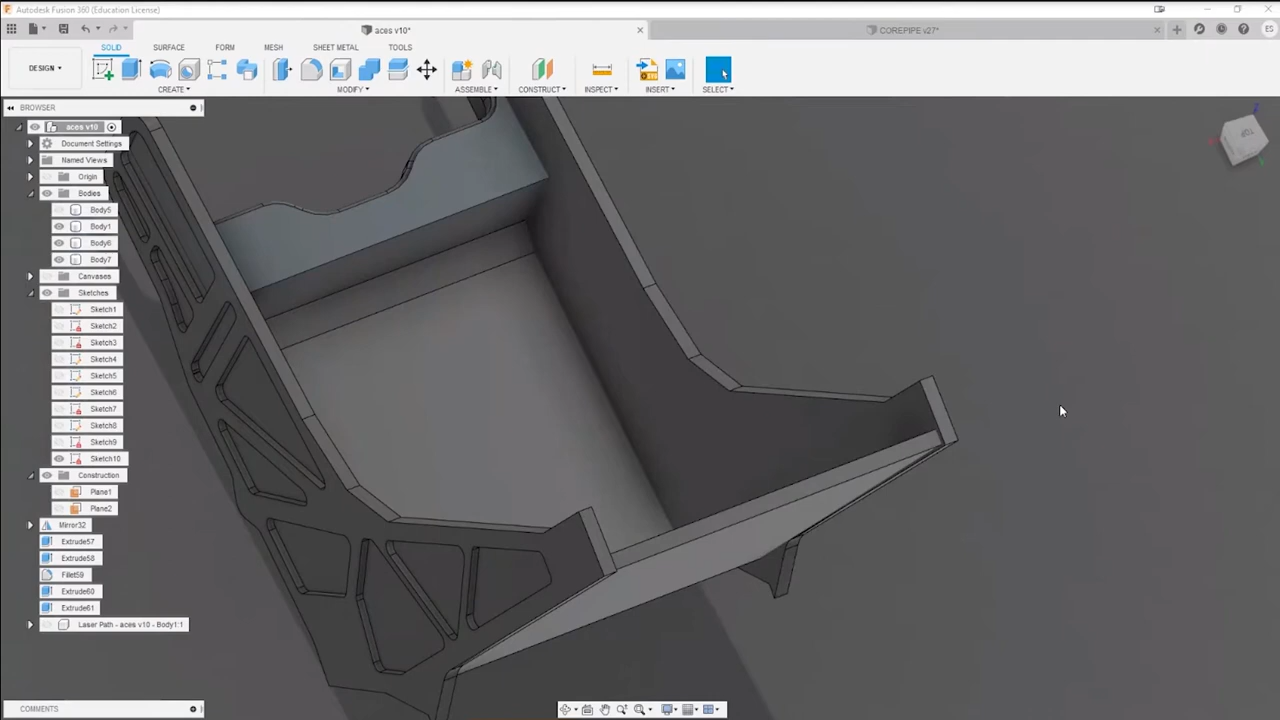 Autodesk Fusion 360 (Education License)
aces v10*
COREPIPE v27*
ES
DESIGN
SOLID
SURFACE
FORM
MESH
SHEET METAL
TOOLS
CREATE
MODIFY
ASSEMBLE
CONSTRUCT
INSPECT
INSERT
SELECT
BROWSER
aces v10
Document Settings
Named Views
Origin
Bodies
Body5
Body1
Body6
Body7
Canvases
Sketches
Sketch1
Sketch2
Sketch3
Sketch4
Sketch5
Sketch6
Sketch7
Sketch8
Sketch9
Sketch10
Construction
Plane1
Plane2
Mirror32
Extrude57
Extrude58
Fillet59
Extrude60
Extrude61
Laser Path - aces v10 - Body1:1
COMMENTS